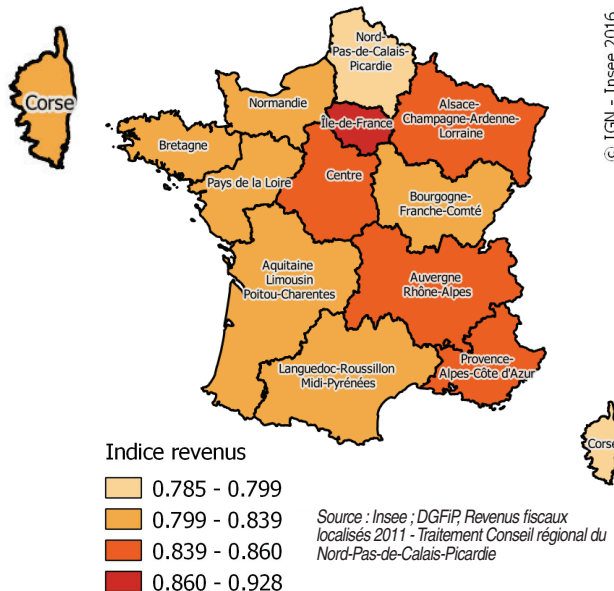 Nord-
Pas-de-Calais-
Picardie
© IGN - Insee 2016
Corse
Normandie
Île-de-France
Alsace-
Champagne-Ardenne-
Lorraine
Bretagne
Pays de la Loire
Centre
Bourgogne-
Franche-Comté
Aquitaine
Limousin
Poitou-Charentes
Auvergne
Rhône-Alpes
Languedoc-Roussillon
Midi-Pyrénées
Provence-
Alpes-Côte d'Azur
Corse
Indice revenus
0.785 - 0.799
0.799 - 0.839
0.839 - 0.860
0.860 - 0.928
Source : Insee ; DGFiP, Revenus fiscaux
localisés 2011 - Traitement Conseil régional du
Nord-Pas-de-Calais-Picardie